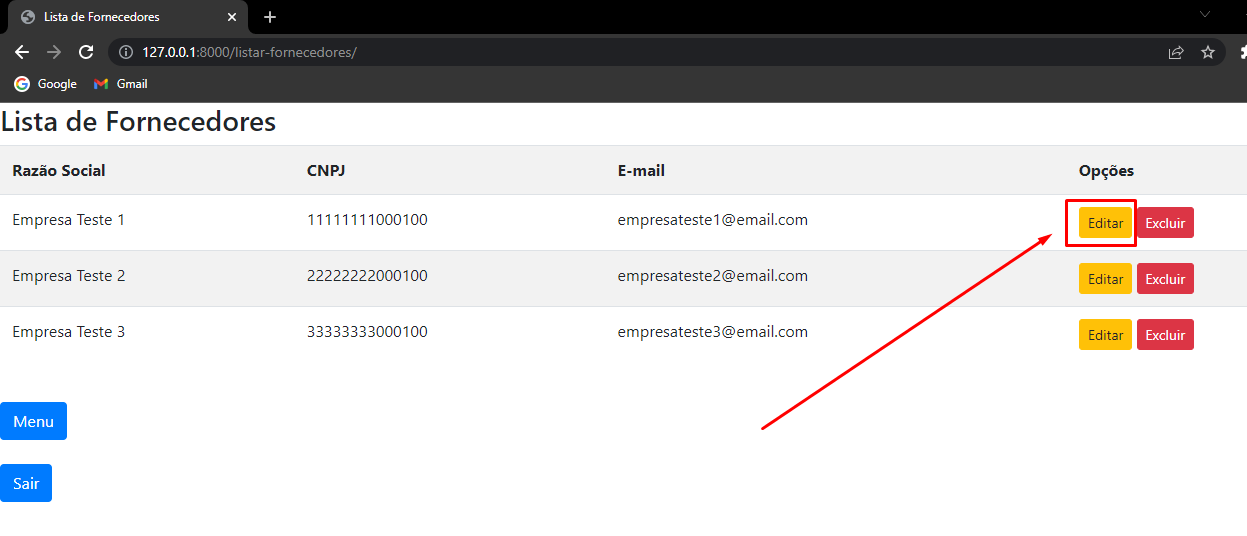 Lista de Fornecedores
127.0.0.1:8000/listar-fornecedores/
Google Gmail
Lista de Fornecedores
Razão Social CNPJ E-mail Opções
Empresa Teste 1 11111111000100 empresateste1@email.com Editar Excluir
Empresa Teste 2 22222222000100 empresateste2@email.com Editar Excluir
Empresa Teste 3 33333333000100 empresateste3@email.com Editar Excluir
Menu
Sair